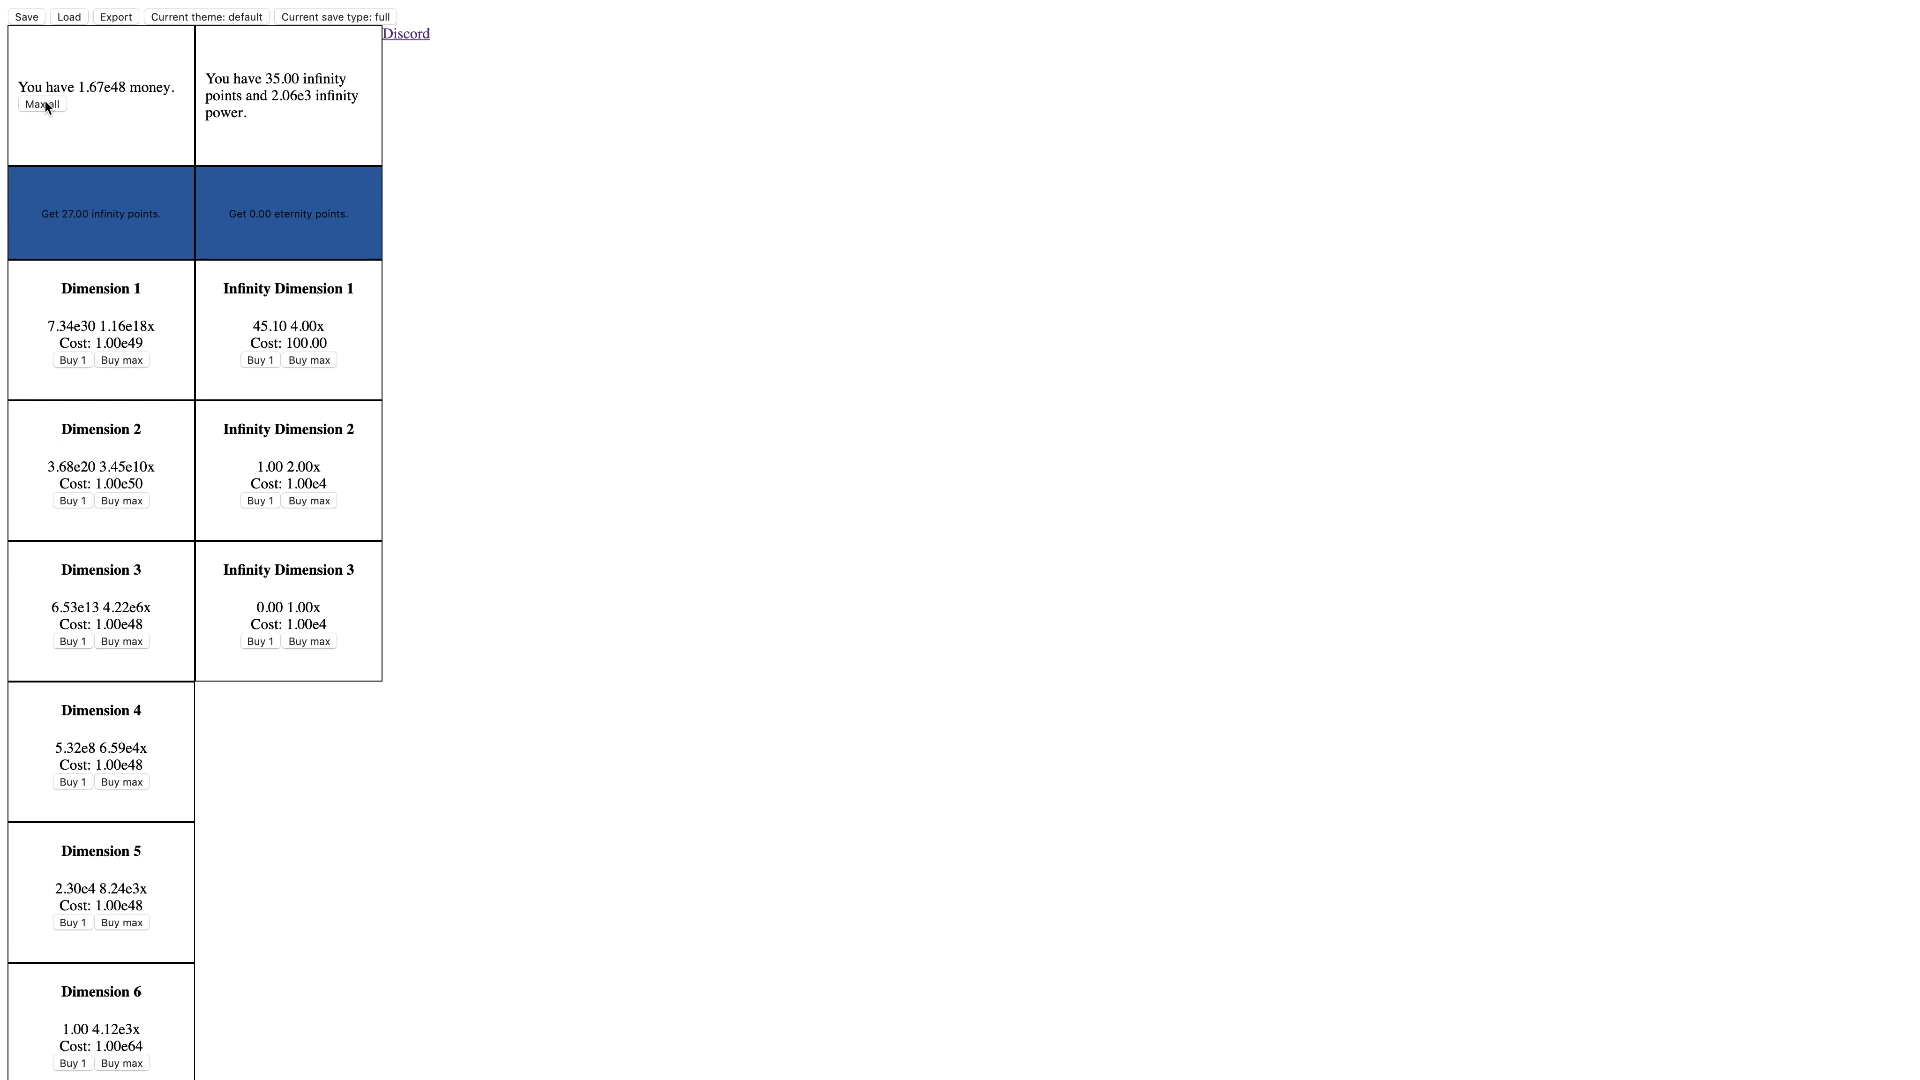 Save Load Export Current theme: default Current save type: full
Discord
You have 1.67e48 money.
Max all
You have 35.00 infinity
points and 2.06e3 infinity
power.
Get 27.00 infinity points.
Get 0.00 eternity points.
Dimension 1
7.34e30 1.16e18x
Cost: 1.00e49
Buy 1 Buy max
Infinity Dimension 1
45.10 4.00x
Cost: 100.00
Buy 1 Buy max
Dimension 2
3.68e20 3.45e10x
Cost: 1.00e50
Buy 1 Buy max
Infinity Dimension 2
1.00 2.00x
Cost: 1.00e4
Buy 1 Buy max
Dimension 3
6.53e13 4.22e6x
Cost: 1.00e48
Buy 1 Buy max
Infinity Dimension 3
0.00 1.00x
Cost: 1.00e4
Buy 1 Buy max
Dimension 4
5.32e8 6.59e4x
Cost: 1.00e48
Buy 1 Buy max
Dimension 5
2.30e4 8.24e3x
Cost: 1.00e48
Buy 1 Buy max
Dimension 6
1.00 4.12e3x
Cost: 1.00e64
Buy 1 Buy max